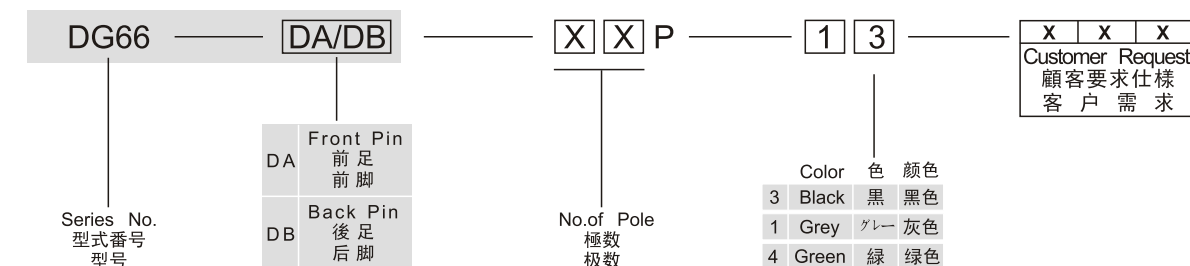 DG66 DA/DB X X P 1 3 X X X
Customer Request
顧客要求仕様
客户需求
DA Front Pin
前足
前脚
DB Back Pin
後足
后脚
Series No.
型式番号
型号
No.of Pole
極数
极数
Color 色 颜色
3 Black 黒 黑色
1 Grey グレー 灰色
4 Green 緑 绿色